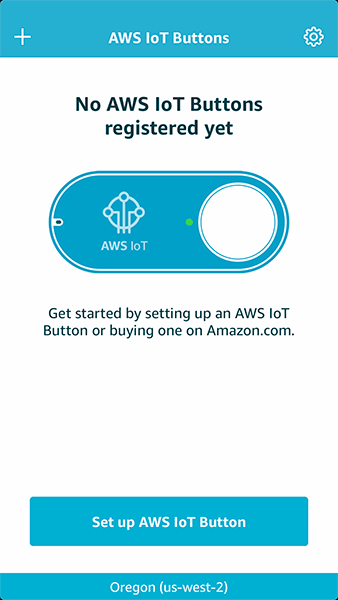 AWS IoT Buttons
No AWS IoT Buttons
registered yet
AWS IoT
Get started by setting up an AWS IoT
Button or buying one on Amazon.com.
Set up AWS IoT Button
Oregon (us-west-2)